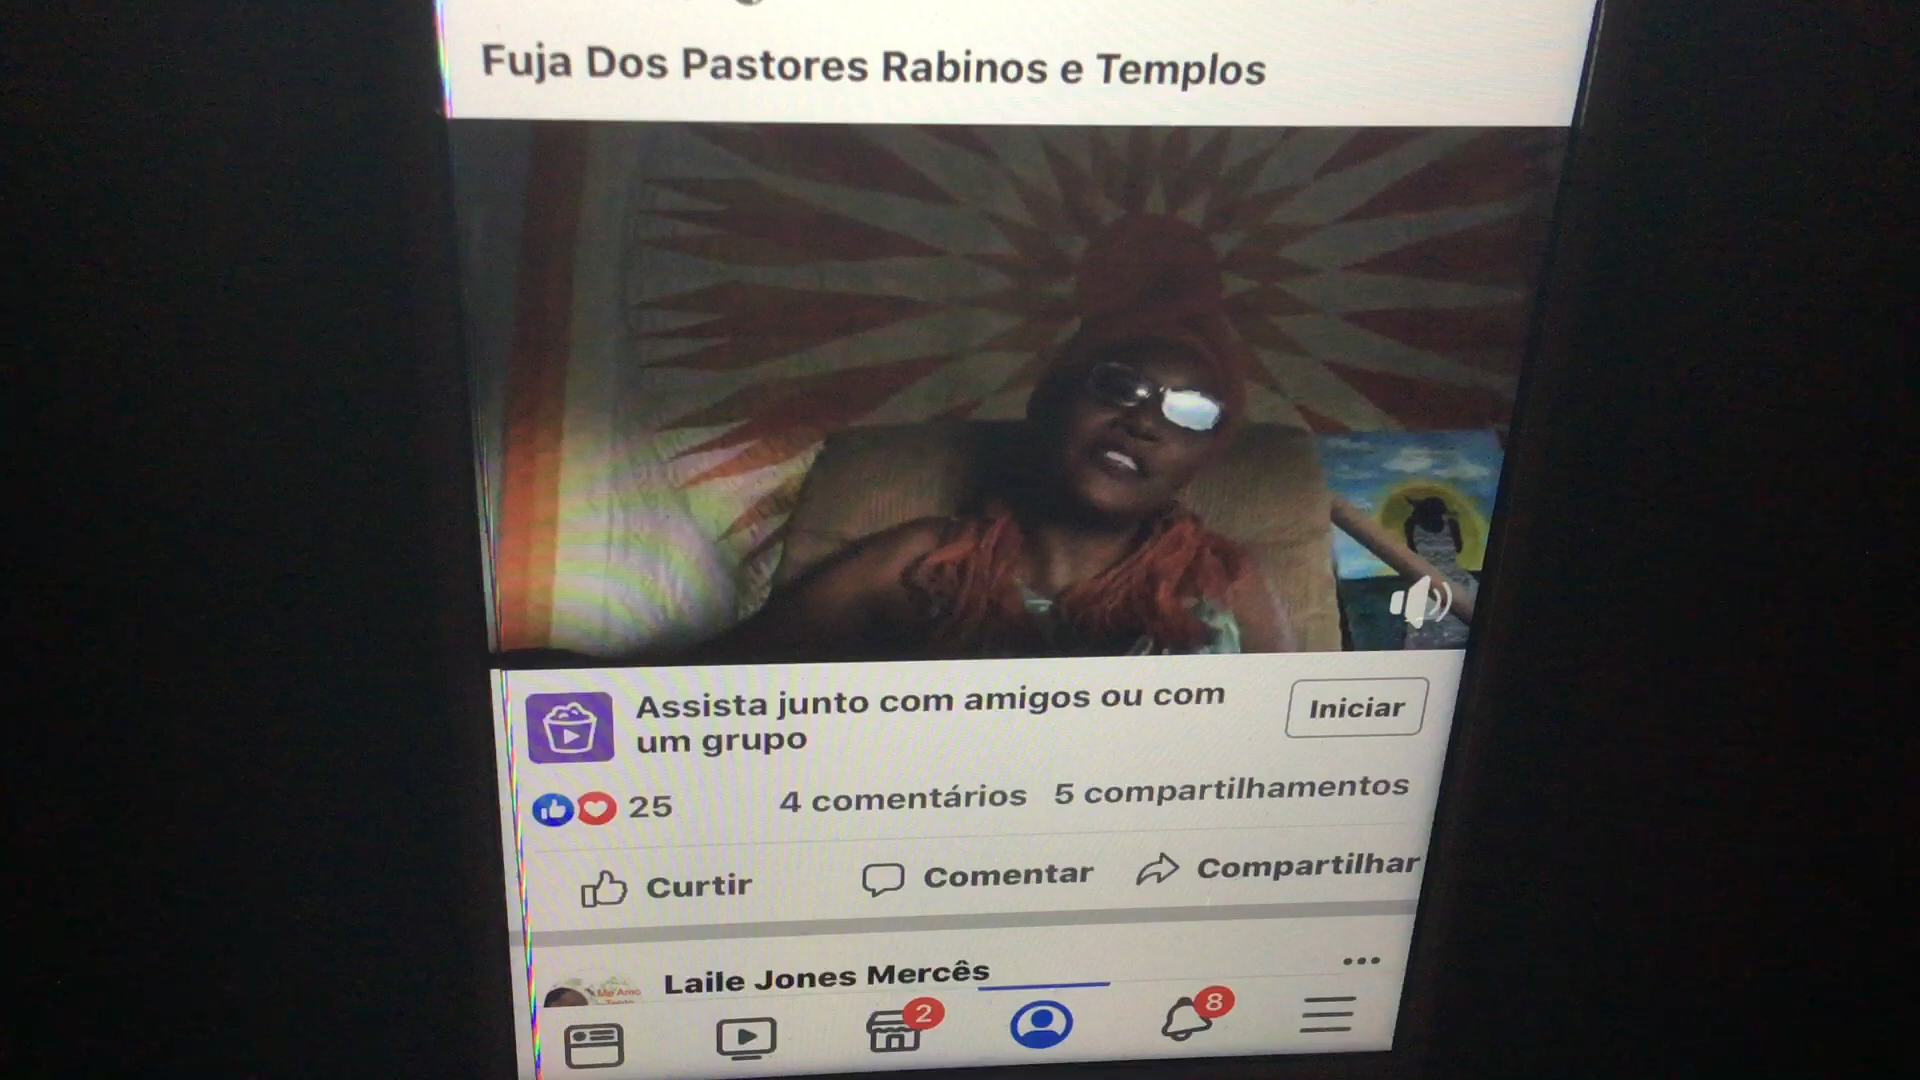 Fuja Dos Pastores Rabinos e Templos
Assista junto com amigos ou com
um grupo
Iniciar
25
4 comentários
5 compartilhamentos
Curtir
Comentar
Compartilhar
Laile Jones Mercês
2
8